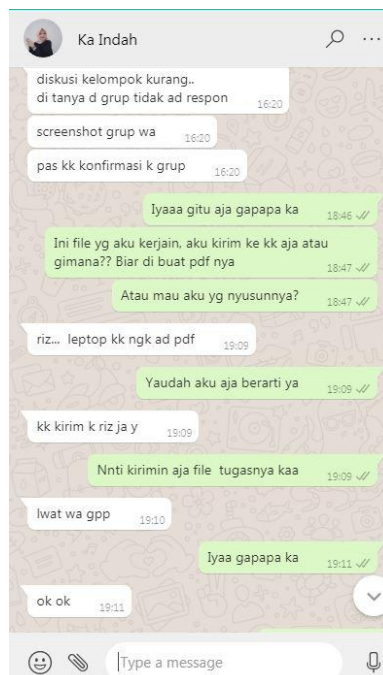 Ka Indah
diskusi kelompok kurang..
di tanya d grup tidak ad respon
16:20
screenshot grup wa
16:20
pas kk konfirmasi k grup
16:20
Iyaaa gitu aja gapapa ka
18:46
Ini file yg aku kerjain, aku kirim ke kk aja atau
gimana?? Biar di buat pdf nya
18:47
Atau mau aku yg nyusunnya?
18:47
riz... leptop kk ngk ad pdf
19:09
Yaudah aku aja berarti ya
19:09
kk kirim k riz ja y
19:09
Nnti kirimin aja file tugasnya kaa
19:09
lwat wa gpp
19:10
Iyaa gapapa ka
19:11
ok ok
19:11
Type a message